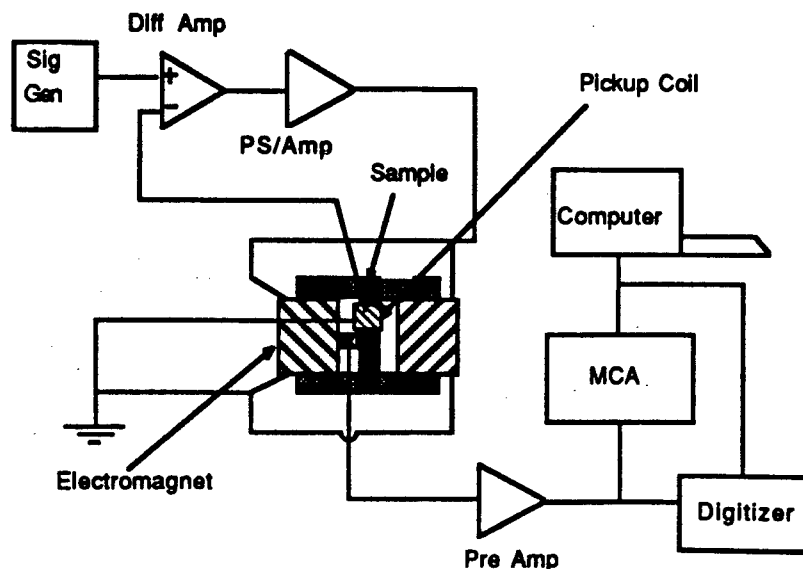 Diff Amp
Sig
Gen
+
−
PS/Amp
Pickup Coil
Sample
Computer
MCA
Electromagnet
Digitizer
Pre Amp